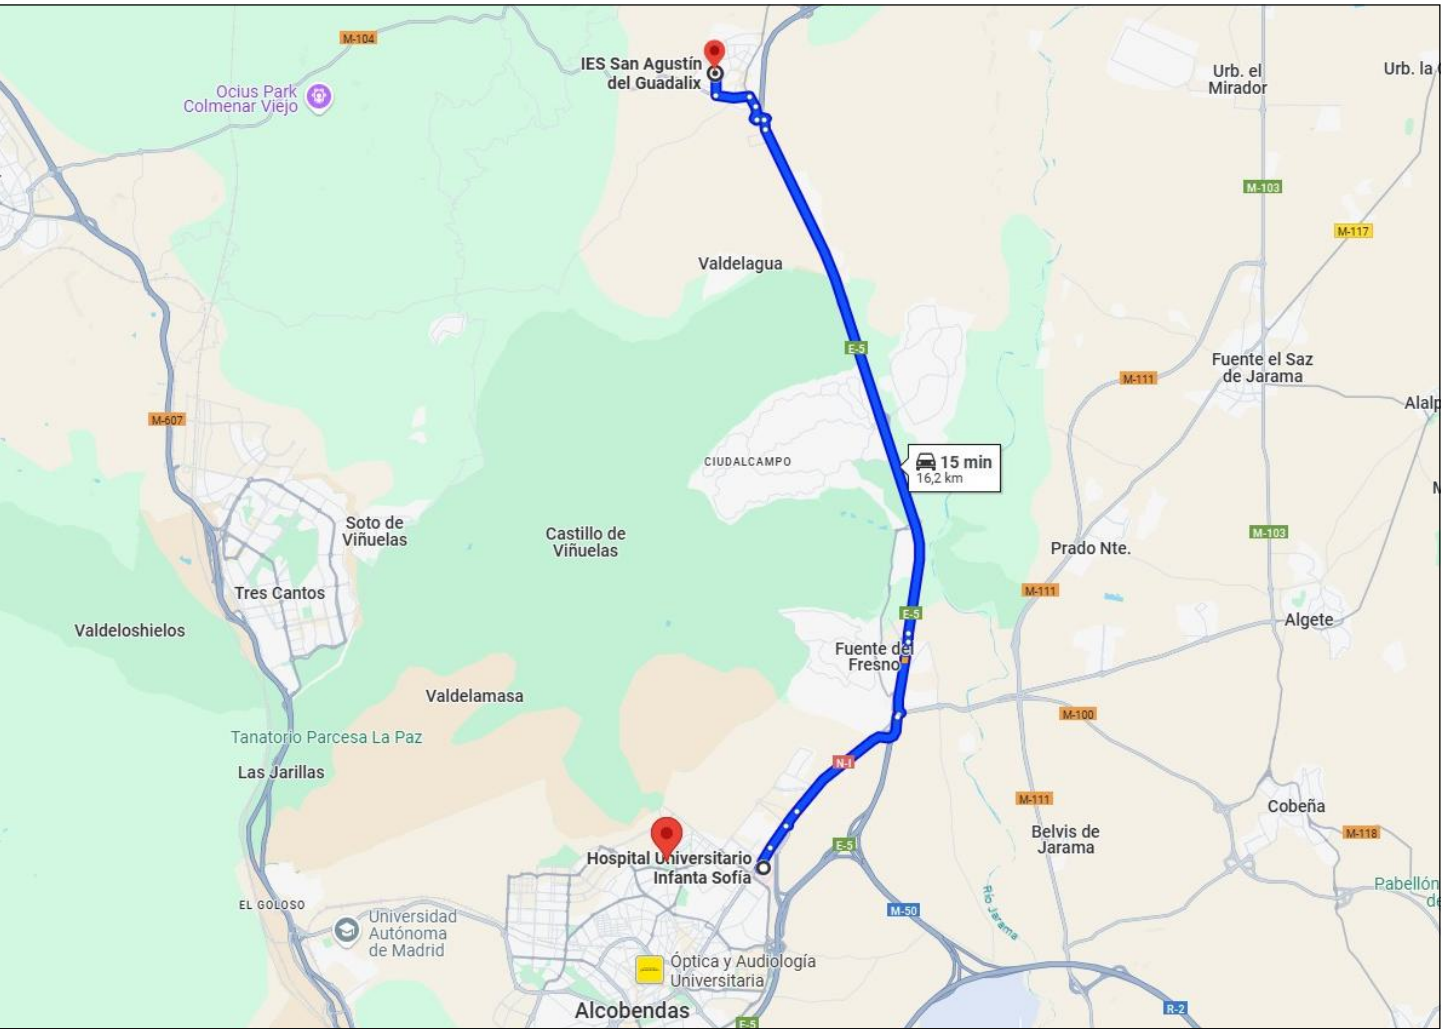 M-104
IES San Agustín
del Guadalix
Ocius Park
Colmenar Viejo
Urb. el
Mirador
Urb. la
M-103
M-117
Valdelagua
E-5
Fuente el Saz
de Jarama
M-111
M-607
Alalp
CIUDALCAMPO
15 min
16,2 km
Soto de
Viñuelas
Castillo de
Viñuelas
M-103
Prado Nte.
Tres Cantos
M-111
E-5
Algete
Valdeloshielos
Fuente del
Fresno
Valdelamasa
M-100
Tanatorio Parcesa La Paz
N-I
Las Jarillas
M-111
Cobeña
Belvis de
Jarama
M-118
E-5
Hospital Universitario
Infanta Sofía
Pabellón
de
EL GOLOSO
M-50
Río Jarama
Universidad
Autónoma
de Madrid
Óptica y Audiología
Universitaria
Alcobendas
R-2
E-5